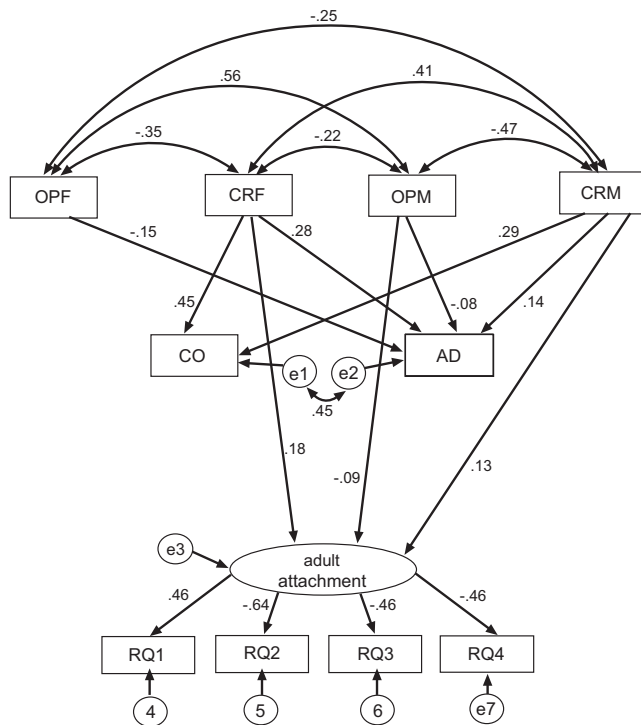 -.25
.56
.41
-.35
-.22
-.47
OPF
CRF
OPM
CRM
-.15
.28
.29
.45
-.08
.14
CO
e1
e2
AD
.45
.18
-.09
.13
e3
adult
attachment
.46
-.64
-.46
-.46
RQ1
RQ2
RQ3
RQ4
4
5
6
e7